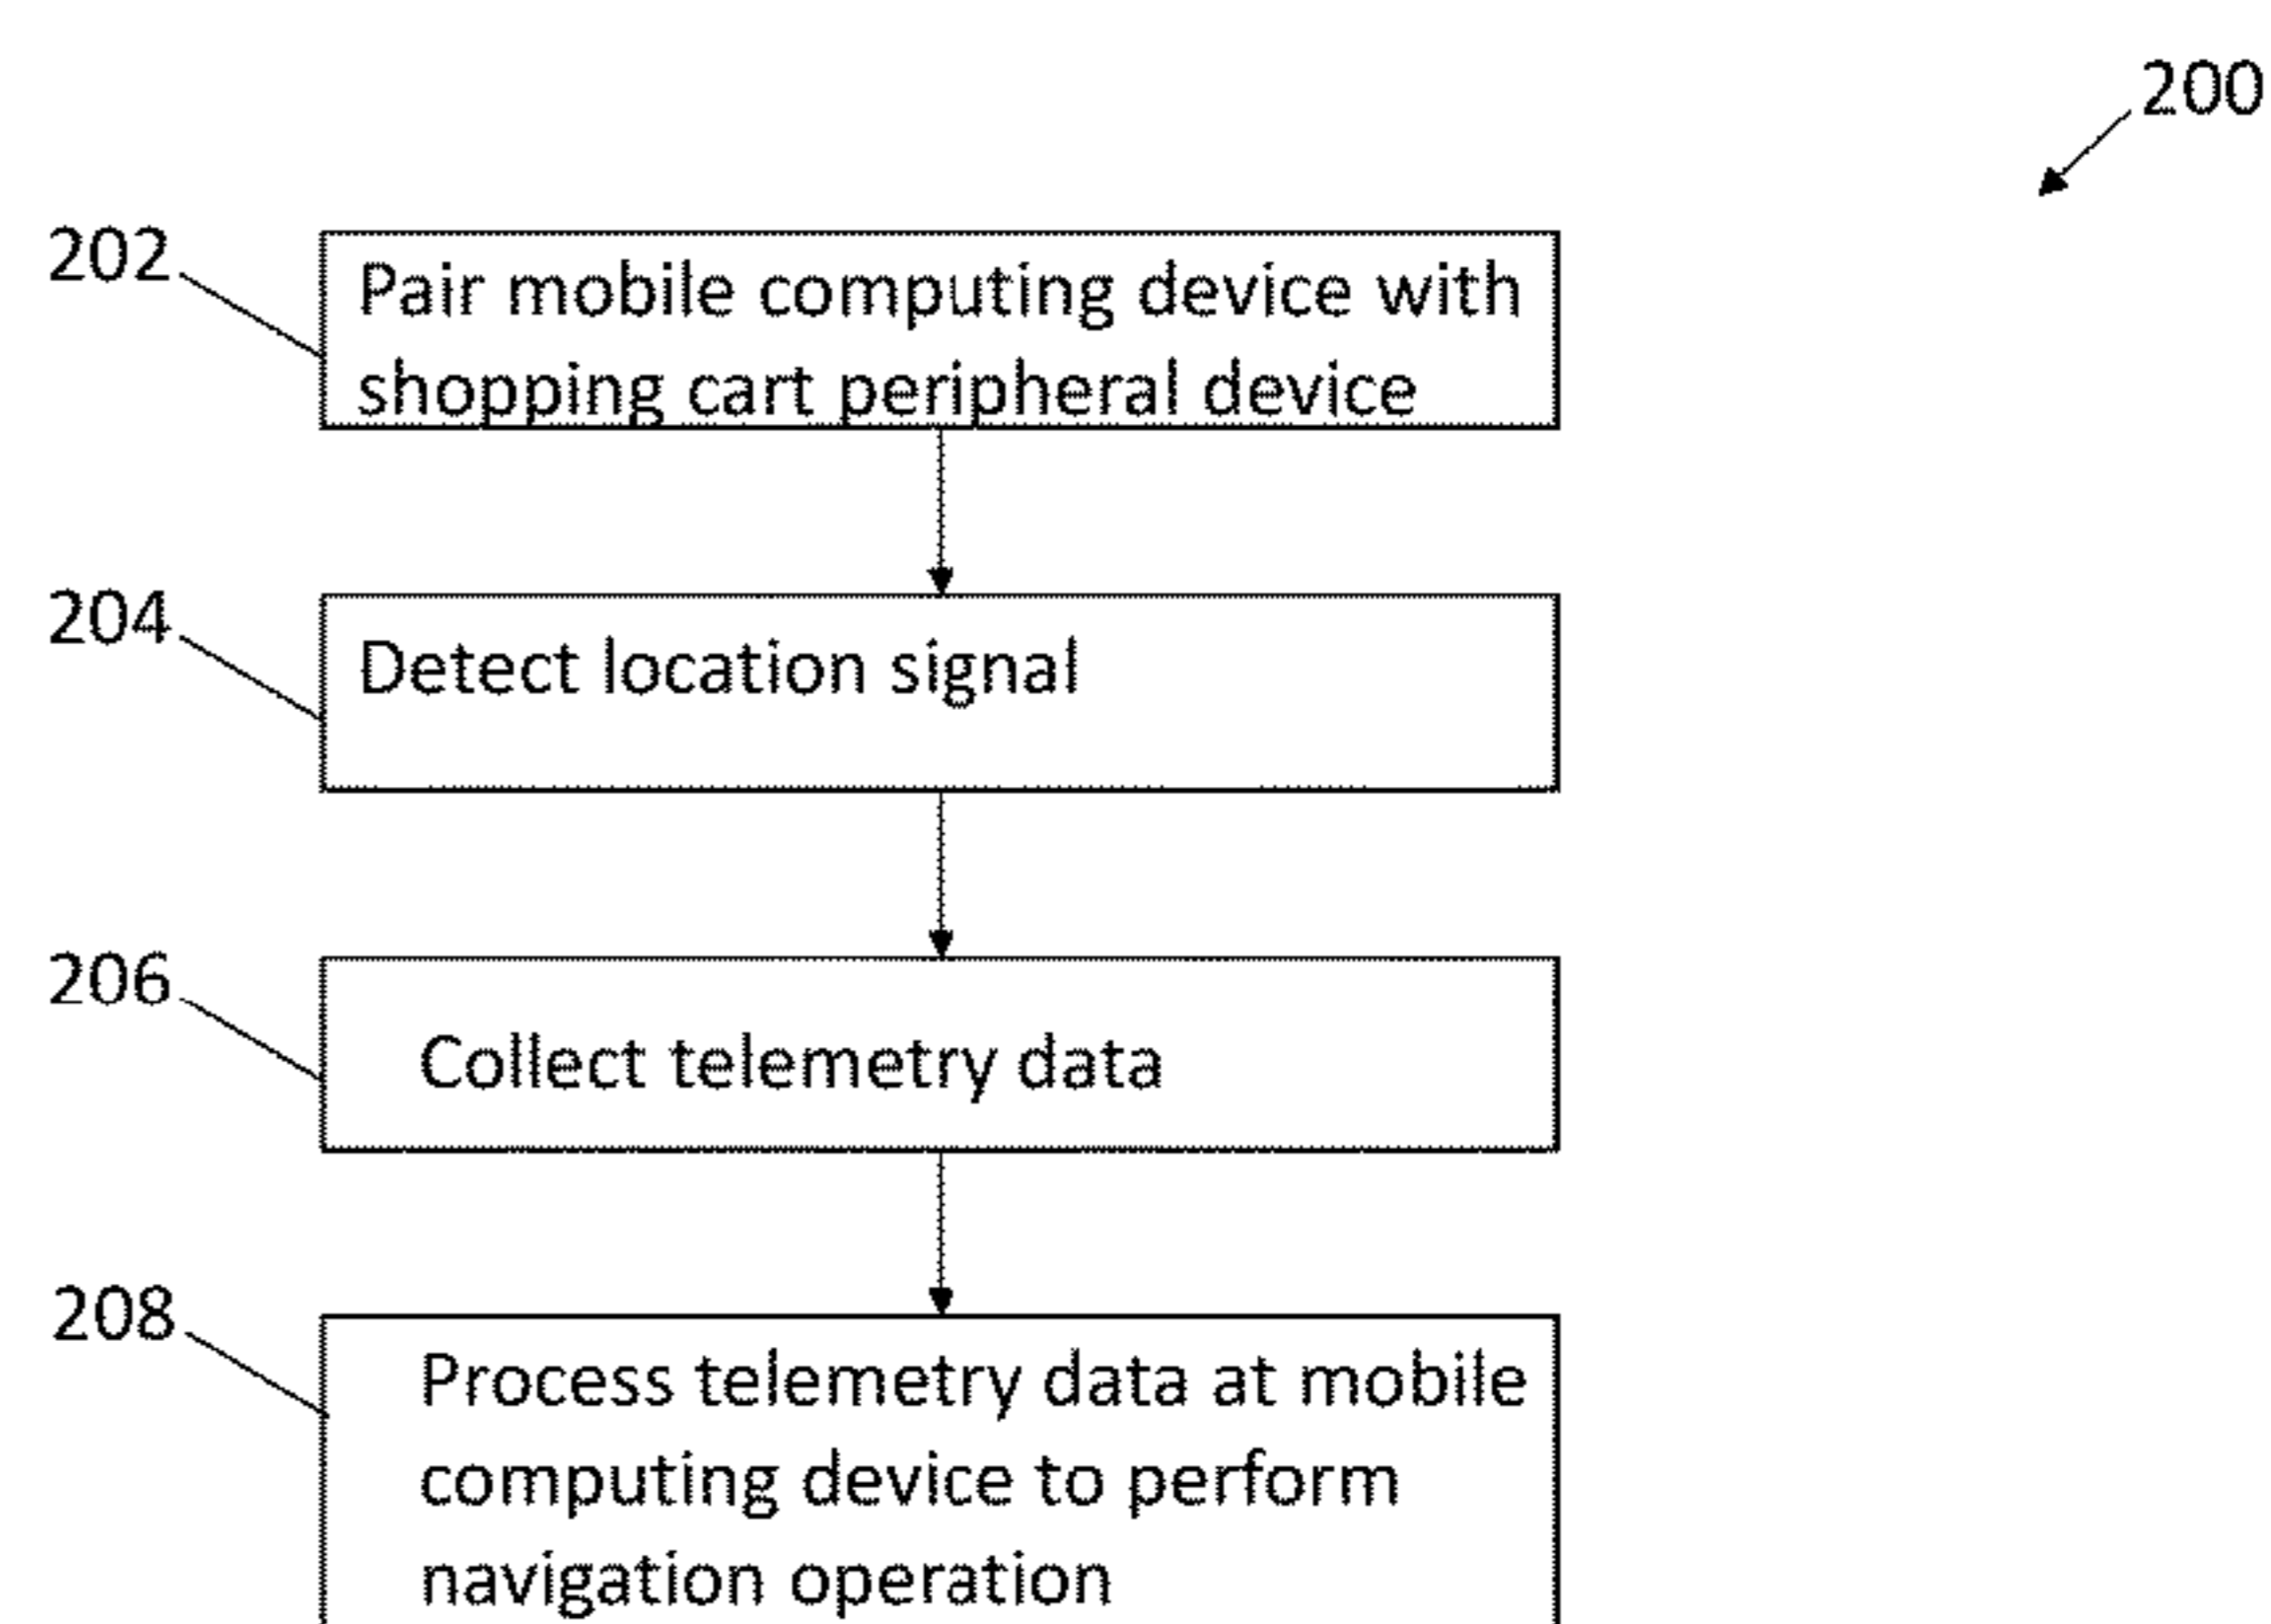 200
202
Pair mobile computing device with
shopping cart peripheral device
204
Detect location signal
206
Collect telemetry data
208
Process telemetry data at mobile
computing device to perform
navigation operation